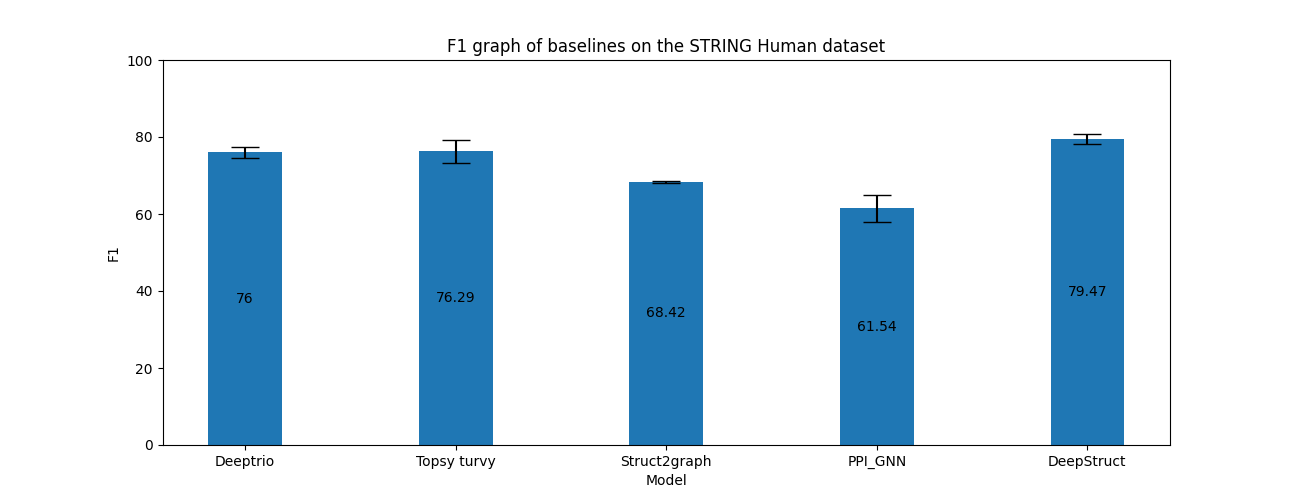 F1 graph of baselines on the STRING Human dataset
100
80
60
40
20
0
F1
76
76.29
68.42
61.54
79.47
Deeptrio
Topsy turvy
Struct2graph
PPI_GNN
DeepStruct
Model